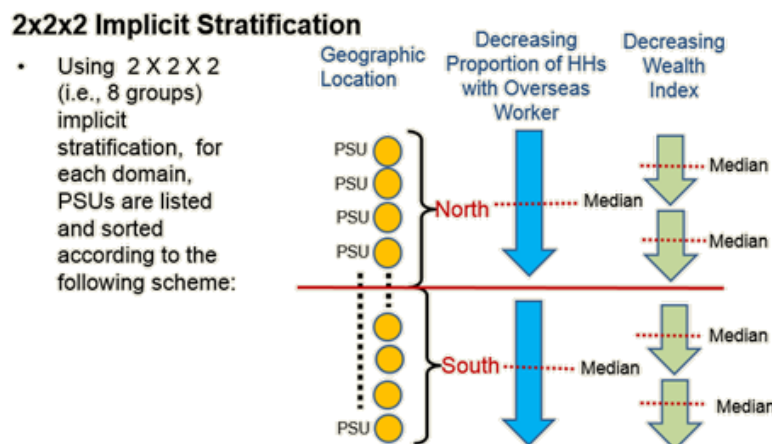 2x2x2 Implicit Stratification
• Using 2 X 2 X 2
(i.e., 8 groups)
implicit
stratification, for
each domain,
PSUs are listed
and sorted
according to the
following scheme:
Geographic
Location
Decreasing
Proportion of HHs
with Overseas
Worker
Decreasing
Wealth
Index
PSU
PSU
PSU
PSU
North
Median
Median
Median
South
Median
Median
Median
PSU